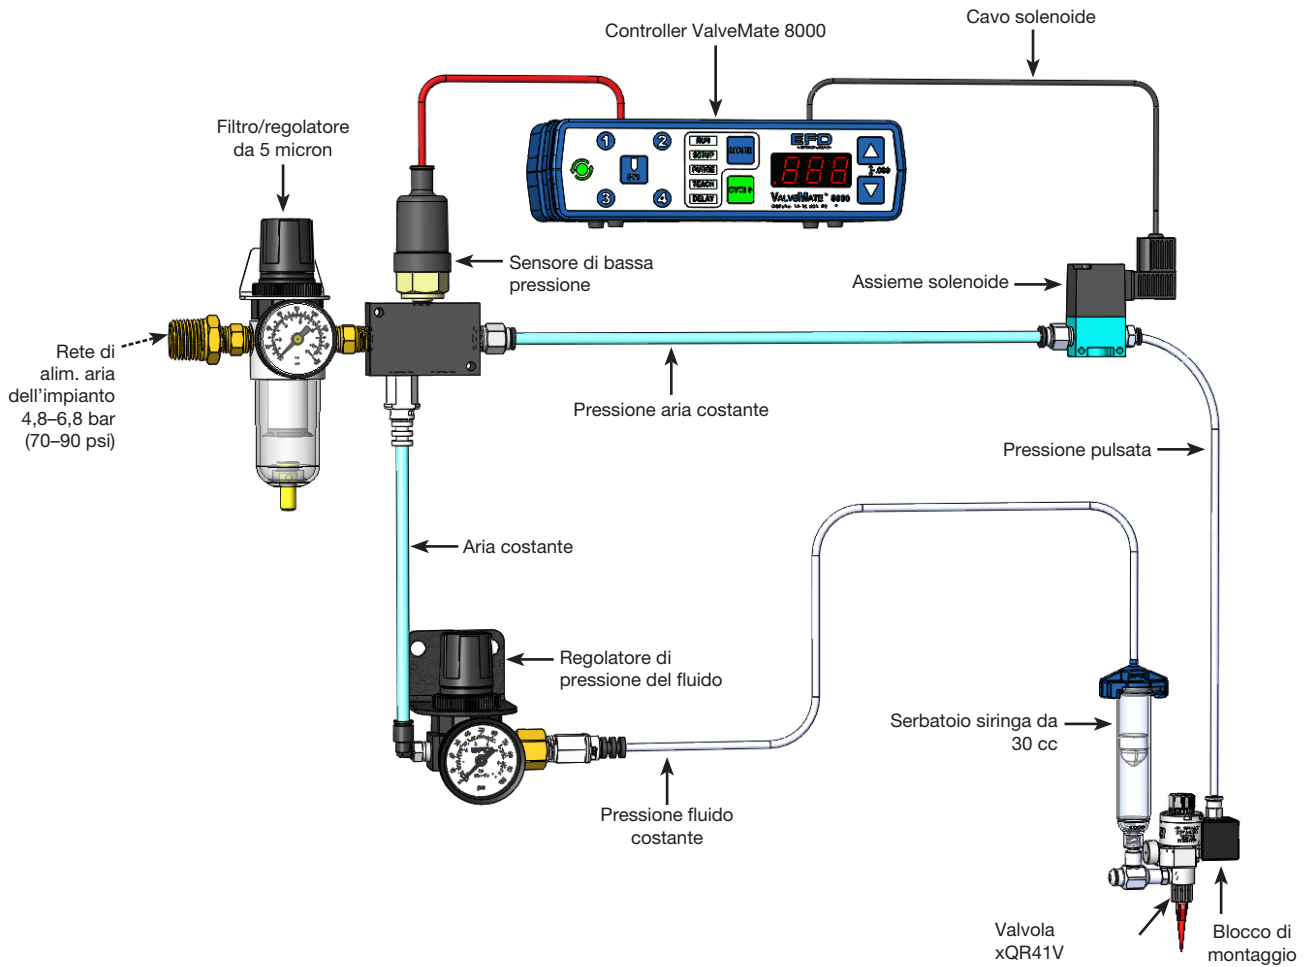 Cavo solenoide
Controller ValveMate 8000
Filtro/regolatore
da 5 micron
1
2
3
4
RUN
SETUP
PURGE
TEACH
DELAY
MODE
CYCLE
EFD
.888
VALVEMATE 8000
Sensore di bassa
pressione
Assieme solenoide
Rete di
alim. aria
dell'impianto
4,8–6,8 bar
(70–90 psi)
Pressione aria costante
Pressione pulsata
Aria costante
Regolatore di
pressione del fluido
Serbatoio siringa da
30 cc
Pressione fluido
costante
Valvola
xQR41V
Blocco di
montaggio